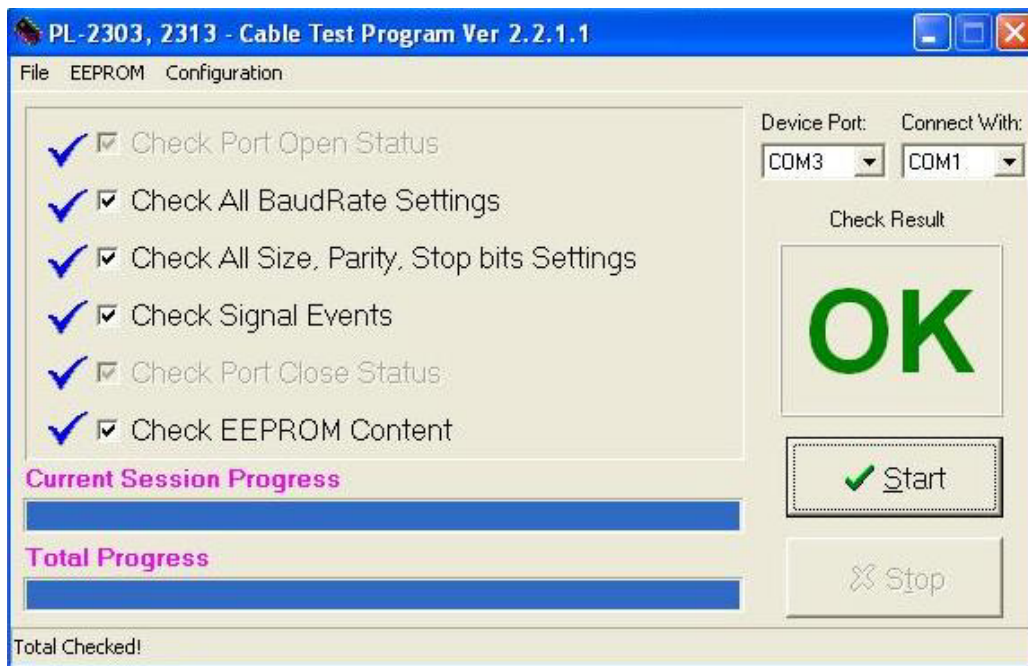 PL-2303, 2313 - Cable Test Program Ver 2.2.1.1
File EEPROM Configuration
Check Port Open Status
Check All BaudRate Settings
Check All Size, Parity, Stop bits Settings
Check Signal Events
Check Port Close Status
Check EEPROM Content
Current Session Progress
Total Progress
Device Port: Connect With:
COM3 COM1
Check Result
OK
Start
Stop
Total Checked!